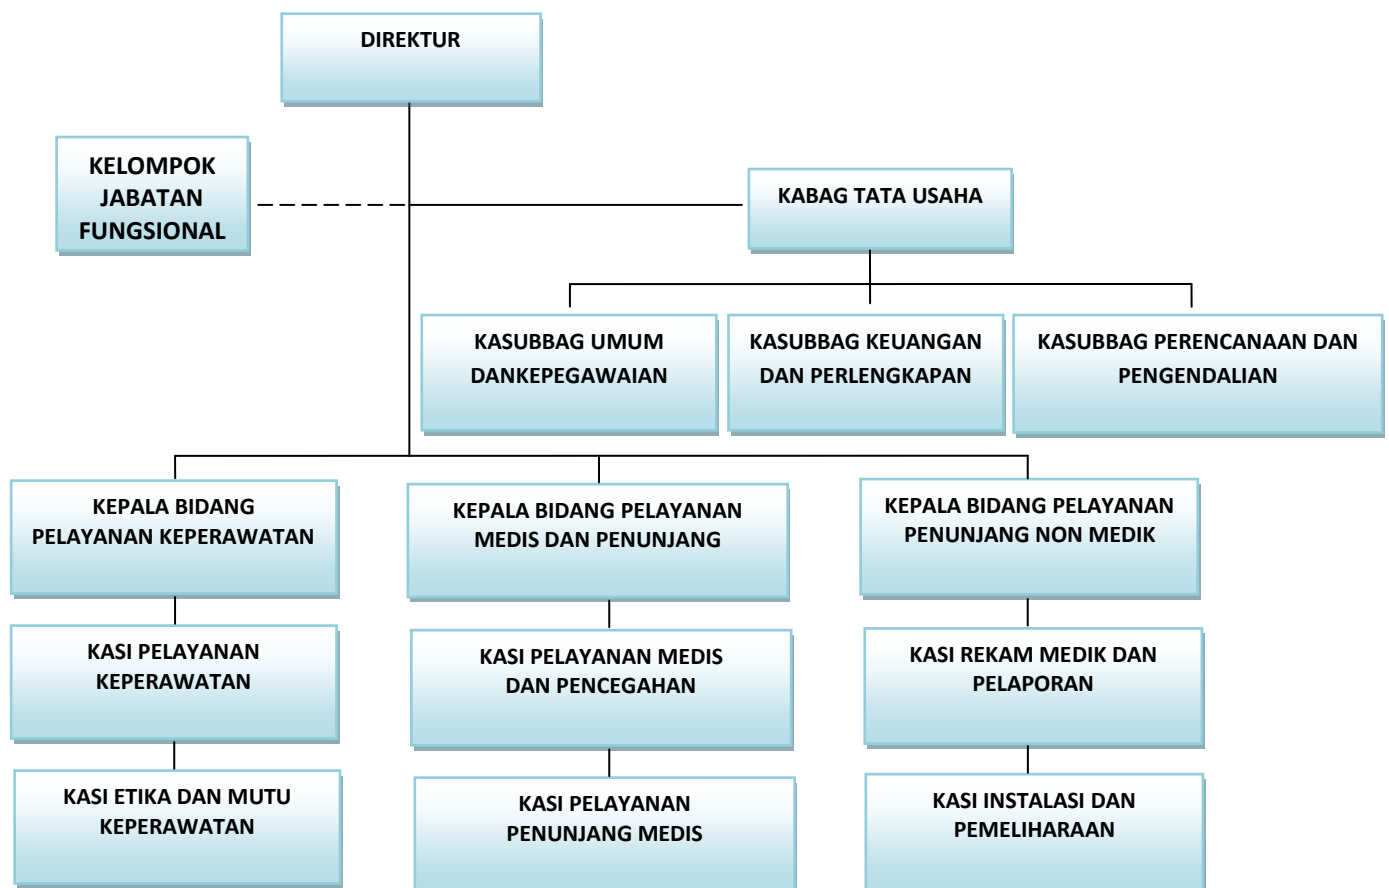 DIREKTUR
KELOMPOK
JABATAN
FUNGSIONAL
KABAG TATA USAHA
KASUBBAG UMUM
DANKEPEGAWAIAN
KASUBBAG KEUANGAN
DAN PERLENGKAPAN
KASUBBAG PERENCANAAN DAN
PENGENDALIAN
KEPALA BIDANG
PELAYANAN KEPERAWATAN
KEPALA BIDANG PELAYANAN
MEDIS DAN PENUNJANG
KEPALA BIDANG PELAYANAN
PENUNJANG NON MEDIK
KASI PELAYANAN
KEPERAWATAN
KASI PELAYANAN MEDIS
DAN PENCEGAHAN
KASI REKAM MEDIK DAN
PELAPORAN
KASI ETIKA DAN MUTU
KEPERAWATAN
KASI PELAYANAN
PENUNJANG MEDIS
KASI INSTALASI DAN
PEMELIHARAAN